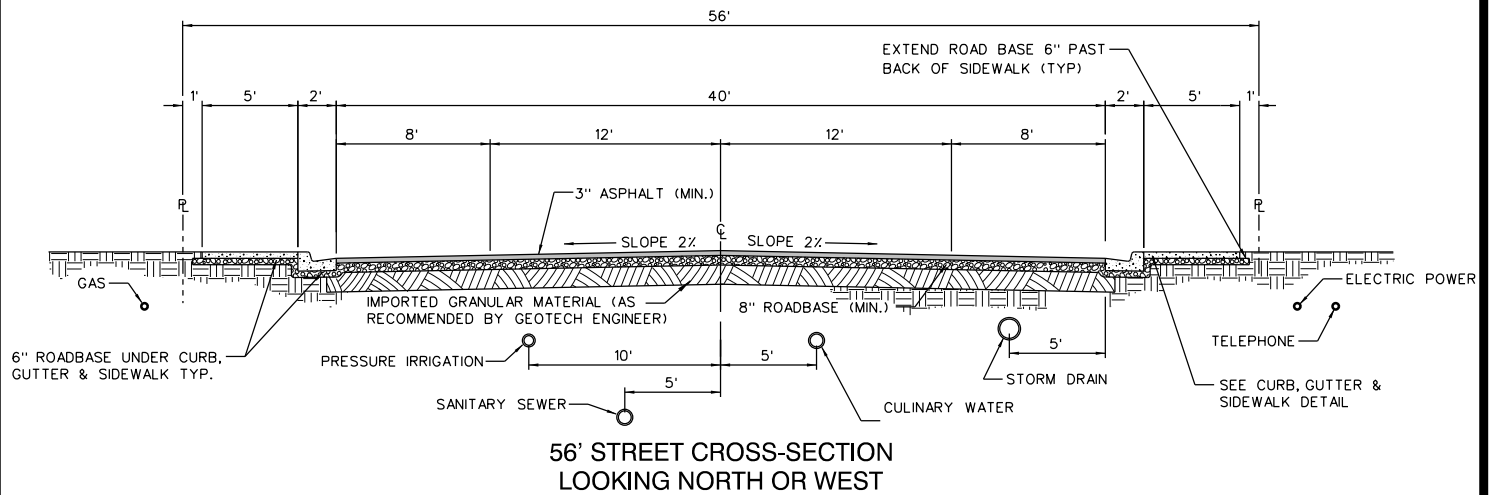 56'
EXTEND ROAD BASE 6" PAST
BACK OF SIDEWALK (TYP)
1' 5' 2' 40' 2' 5' 1'
8' 12' 12' 8'
3" ASPHALT (MIN.)
PL CL PL
SLOPE 2% SLOPE 2%
GAS
ELECTRIC POWER
IMPORTED GRANULAR MATERIAL (AS
RECOMMENDED BY GEOTECH ENGINEER)
8" ROADBASE (MIN.)
TELEPHONE
6" ROADBASE UNDER CURB,
GUTTER & SIDEWALK TYP.
PRESSURE IRRIGATION
10' 5' 5'
STORM DRAIN
5'
SEE CURB, GUTTER &
SIDEWALK DETAIL
SANITARY SEWER
CULINARY WATER
56' STREET CROSS-SECTION
LOOKING NORTH OR WEST